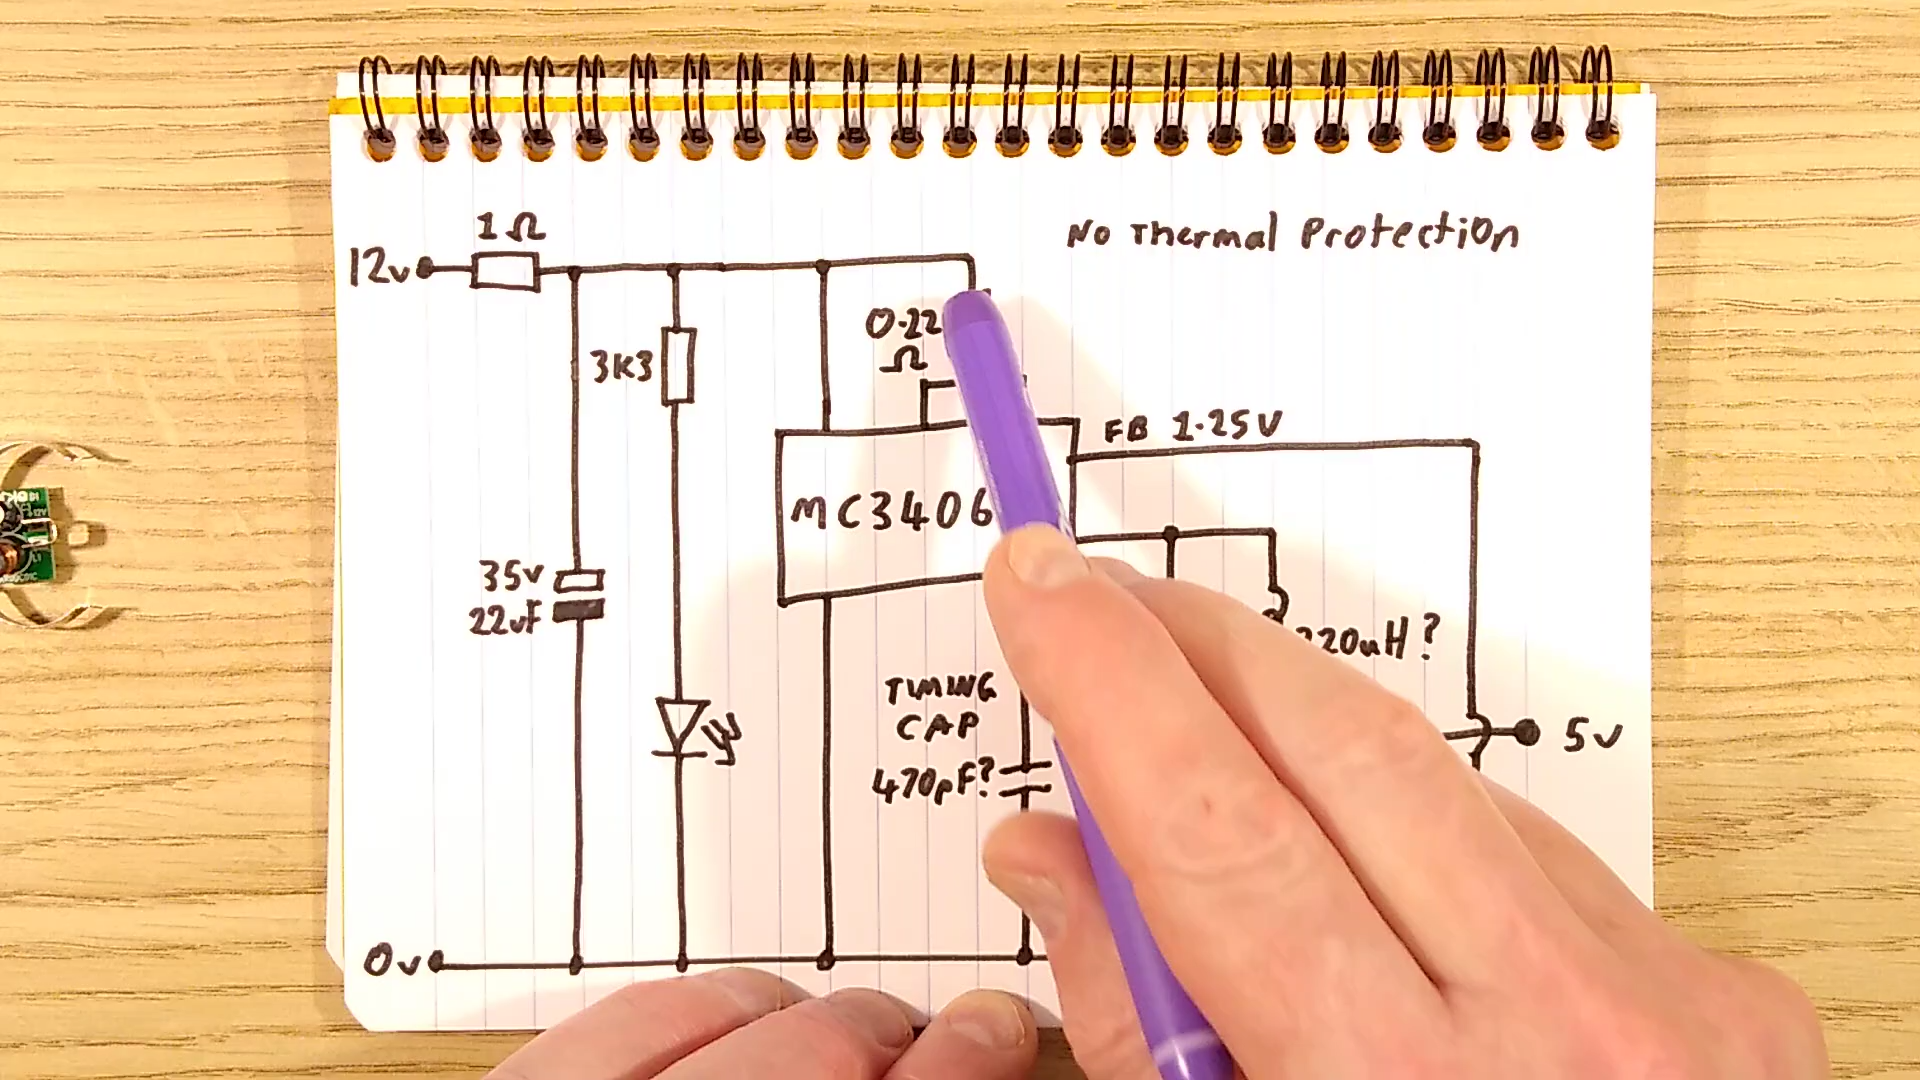 1Ω
No Thermal Protection
12v
0.22
Ω
3K3
FB 1.25V
MC3406
35v
22uF
220uH?
TIMING
CAP
470pF?
5v
0v